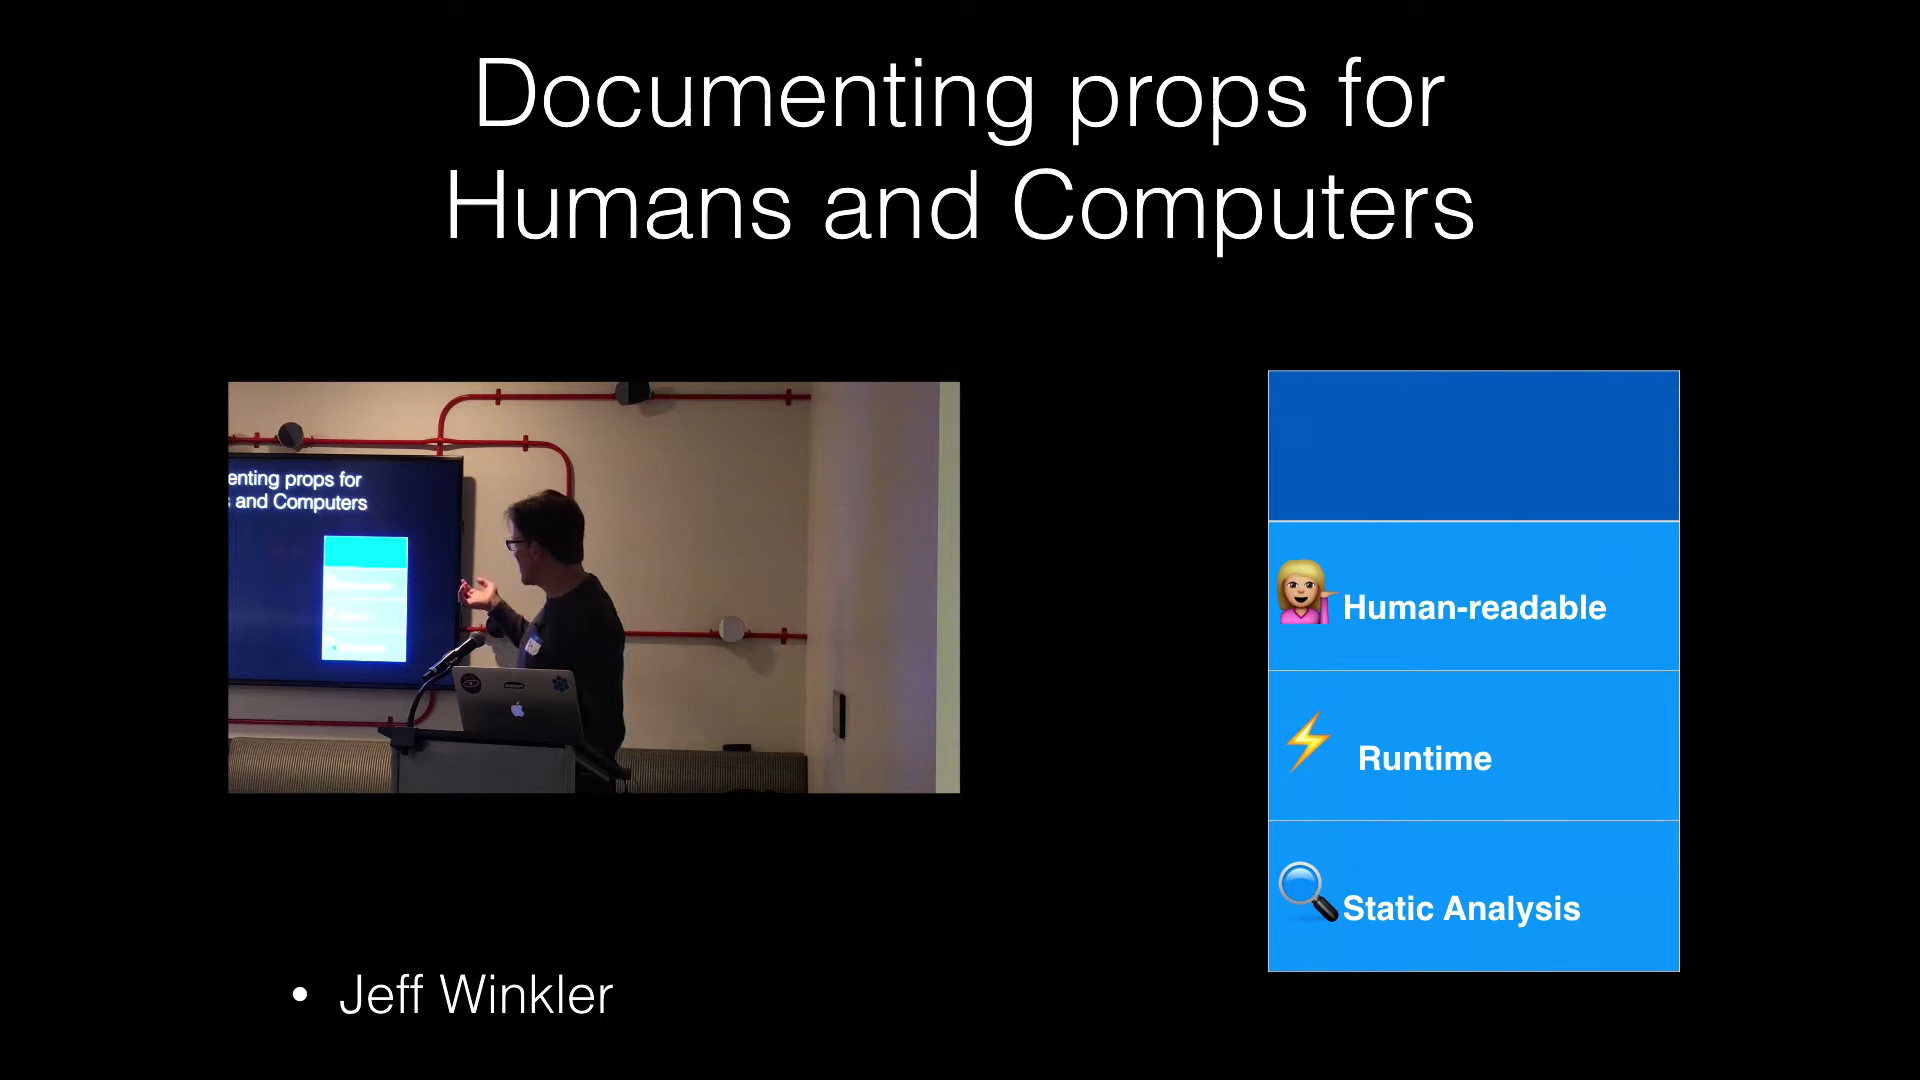 Documenting props for
Humans and Computers
enting props for
and Computers
Human-readable
Runtime
Static Analysis
• Jeff Winkler